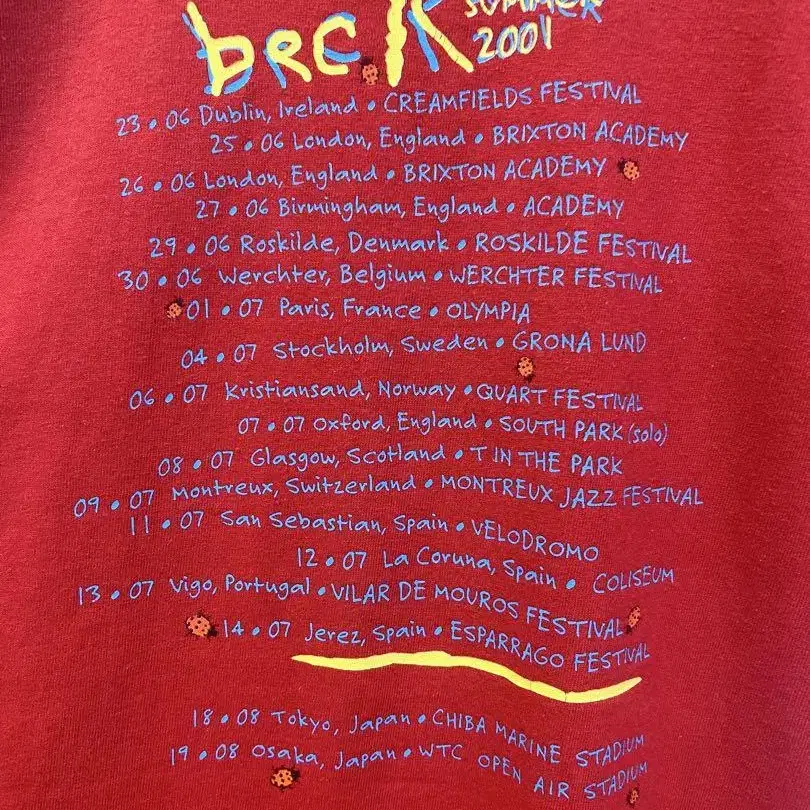 beck
SUMMER
2001
23 • 06 Dublin, Ireland • CREAMFIELDS FESTIVAL
25 • 06 London, England • BRIXTON ACADEMY
26 • 06 London, England • BRIXTON ACADEMY
27 • 06 Birmingham, England • ACADEMY
29 • 06 Roskilde, Denmark • ROSKILDE FESTIVAL
30 • 06 Werchter, Belgium • WERCHTER FESTIVAL
01 • 07 Paris, France • OLYMPIA
04 • 07 Stockholm, Sweden • GRONA LUND
06 • 07 Kristiansand, Norway • QUART FESTIVAL
07 • 07 Oxford, England • SOUTH PARK (solo)
08 • 07 Glasgow, Scotland • T IN THE PARK
09 • 07 Montreux, Switzerland • MONTREUX JAZZ FESTIVAL
11 • 07 San Sebastian, Spain • VELODROMO
12 • 07 La Coruna, Spain • COLISEUM
13 • 07 Vigo, Portugal • VILAR DE MOUROS FESTIVAL
14 • 07 Jerez, Spain • ESPARRAGO FESTIVAL
18 • 08 Tokyo, Japan • CHIBA MARINE STADIUM
19 • 08 Osaka, Japan • WTC OPEN AIR STADIUM